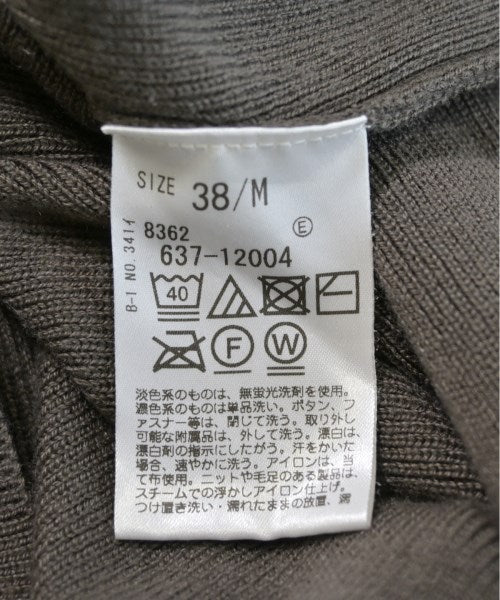 SIZE 38/M
B-1 NO.341イ
8362 Ⓔ
637-12004
40
F W
淡色系のものは、無蛍光洗剤を使用。
濃色系のものは単品洗い。ボタン、フ
ァスナー等は、閉じて洗う。取り外し
可能な附属品は、外して洗う。漂白は、
漂白剤の指示にしたがう。汗をかいた
場合、速やかに洗う。アイロンは、当
て布使用。ニットや毛足のある製品は、
スチームでの浮かしアイロン仕上げ。
つけ置き洗い・濡れたままの放置、濡